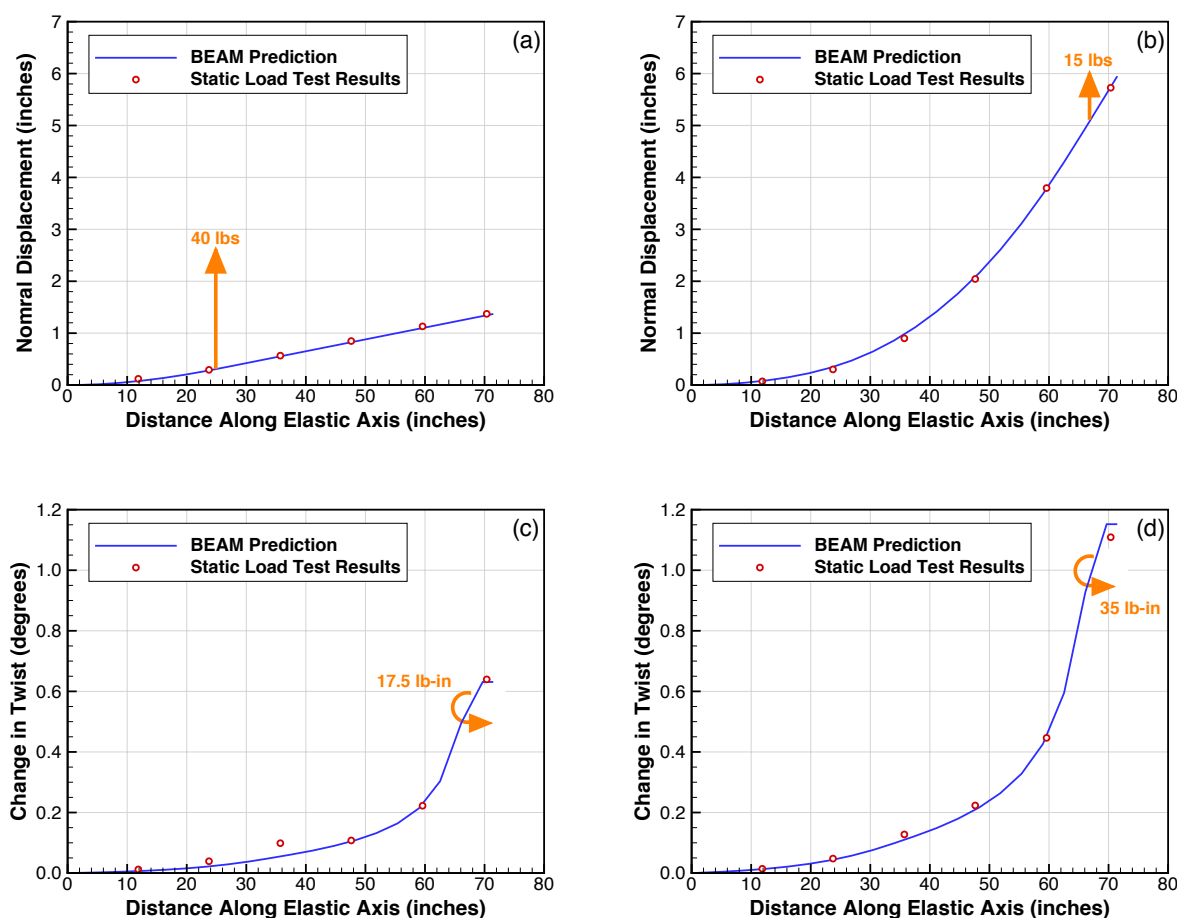 (a)
BEAM Prediction
Static Load Test Results
40 lbs
Nomral Displacement (inches)
7
6
5
4
3
2
1
0
0 10 20 30 40 50 60 70 80
Distance Along Elastic Axis (inches)
(b)
BEAM Prediction
Static Load Test Results
15 lbs
Normal Displacement (inches)
7
6
5
4
3
2
1
0
0 10 20 30 40 50 60 70 80
Distance Along Elastic Axis (inches)
(c)
BEAM Prediction
Static Load Test Results
17.5 lb-in
Change in Twist (degrees)
1.2
1.0
0.8
0.6
0.4
0.2
0.0
0 10 20 30 40 50 60 70 80
Distance Along Elastic Axis (inches)
(d)
BEAM Prediction
Static Load Test Results
35 lb-in
Change in Twist (degrees)
1.2
1.0
0.8
0.6
0.4
0.2
0.0
0 10 20 30 40 50 60 70 80
Distance Along Elastic Axis (inches)